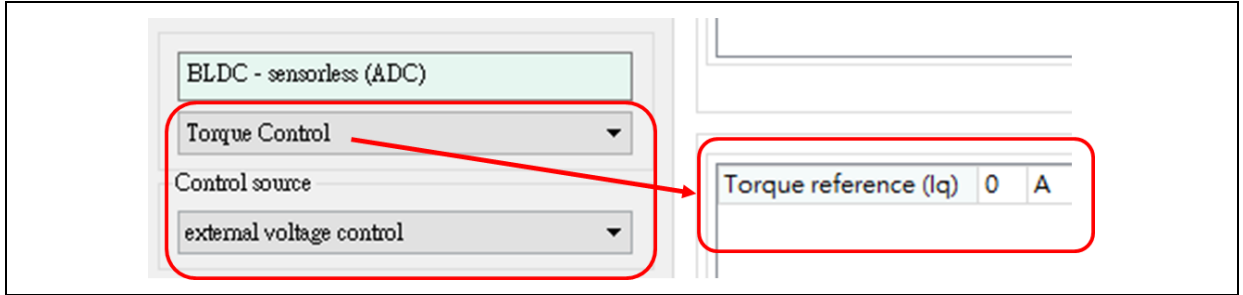 BLDC - sensorless (ADC)
Torque Control
Control source
external voltage control
Torque reference (Iq) 0 A